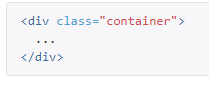 <div class="container">
...
</div>